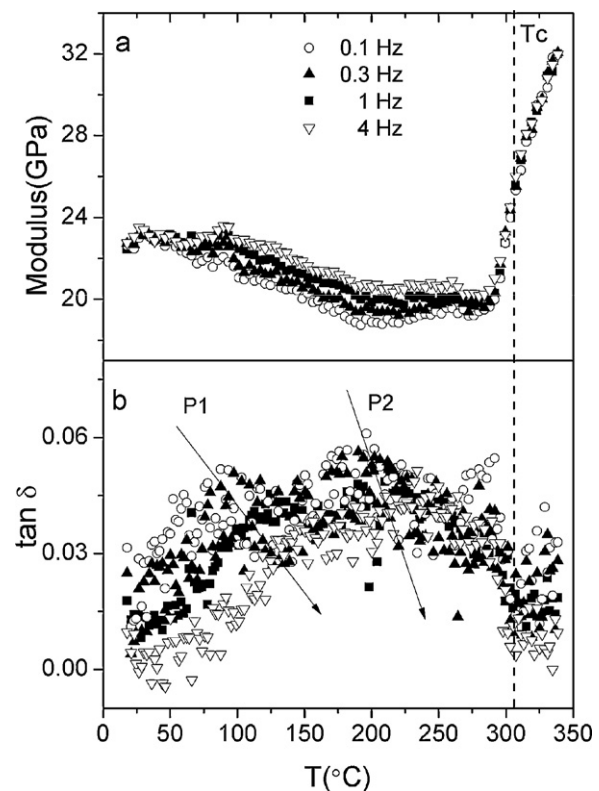 a
Tc
0.1 Hz
0.3 Hz
1 Hz
4 Hz
32
28
24
20
Modulus(GPa)
b
P1
P2
0.06
0.03
0.00
tan δ
0 50 100 150 200 250 300 350
T(°C)